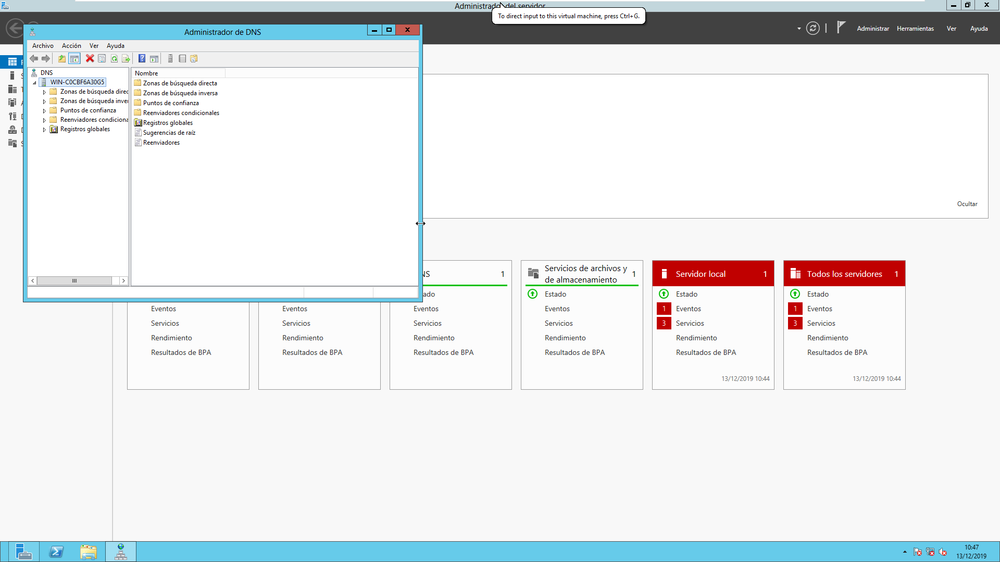 Administrador del servidor
To direct input to this virtual machine, press Ctrl+G.
Administrar Herramientas Ver Ayuda
Administrador de DNS
Archivo Acción Ver Ayuda
DNS
WIN-C0CBF6A30G5
Zonas de búsqueda direc
Zonas de búsqueda inver
Puntos de confianza
Reenviadores condiciona
Registros globales
Nombre
Zonas de búsqueda directa
Zonas de búsqueda inversa
Puntos de confianza
Reenviadores condicionales
Registros globales
Sugerencias de raíz
Reenviadores
Ocultar
Eventos
Servicios
Rendimiento
Resultados de BPA
Eventos
Servicios
Rendimiento
Resultados de BPA
NS 1
ado
Eventos
Servicios
Rendimiento
Resultados de BPA
Servicios de archivos y
de almacenamiento 1
Estado
Eventos
Servicios
Rendimiento
Resultados de BPA
Servidor local 1
Estado
1 Eventos
3 Servicios
Rendimiento
Resultados de BPA
13/12/2019 10:44
Todos los servidores 1
Estado
1 Eventos
3 Servicios
Rendimiento
Resultados de BPA
13/12/2019 10:44
10:47
13/12/2019